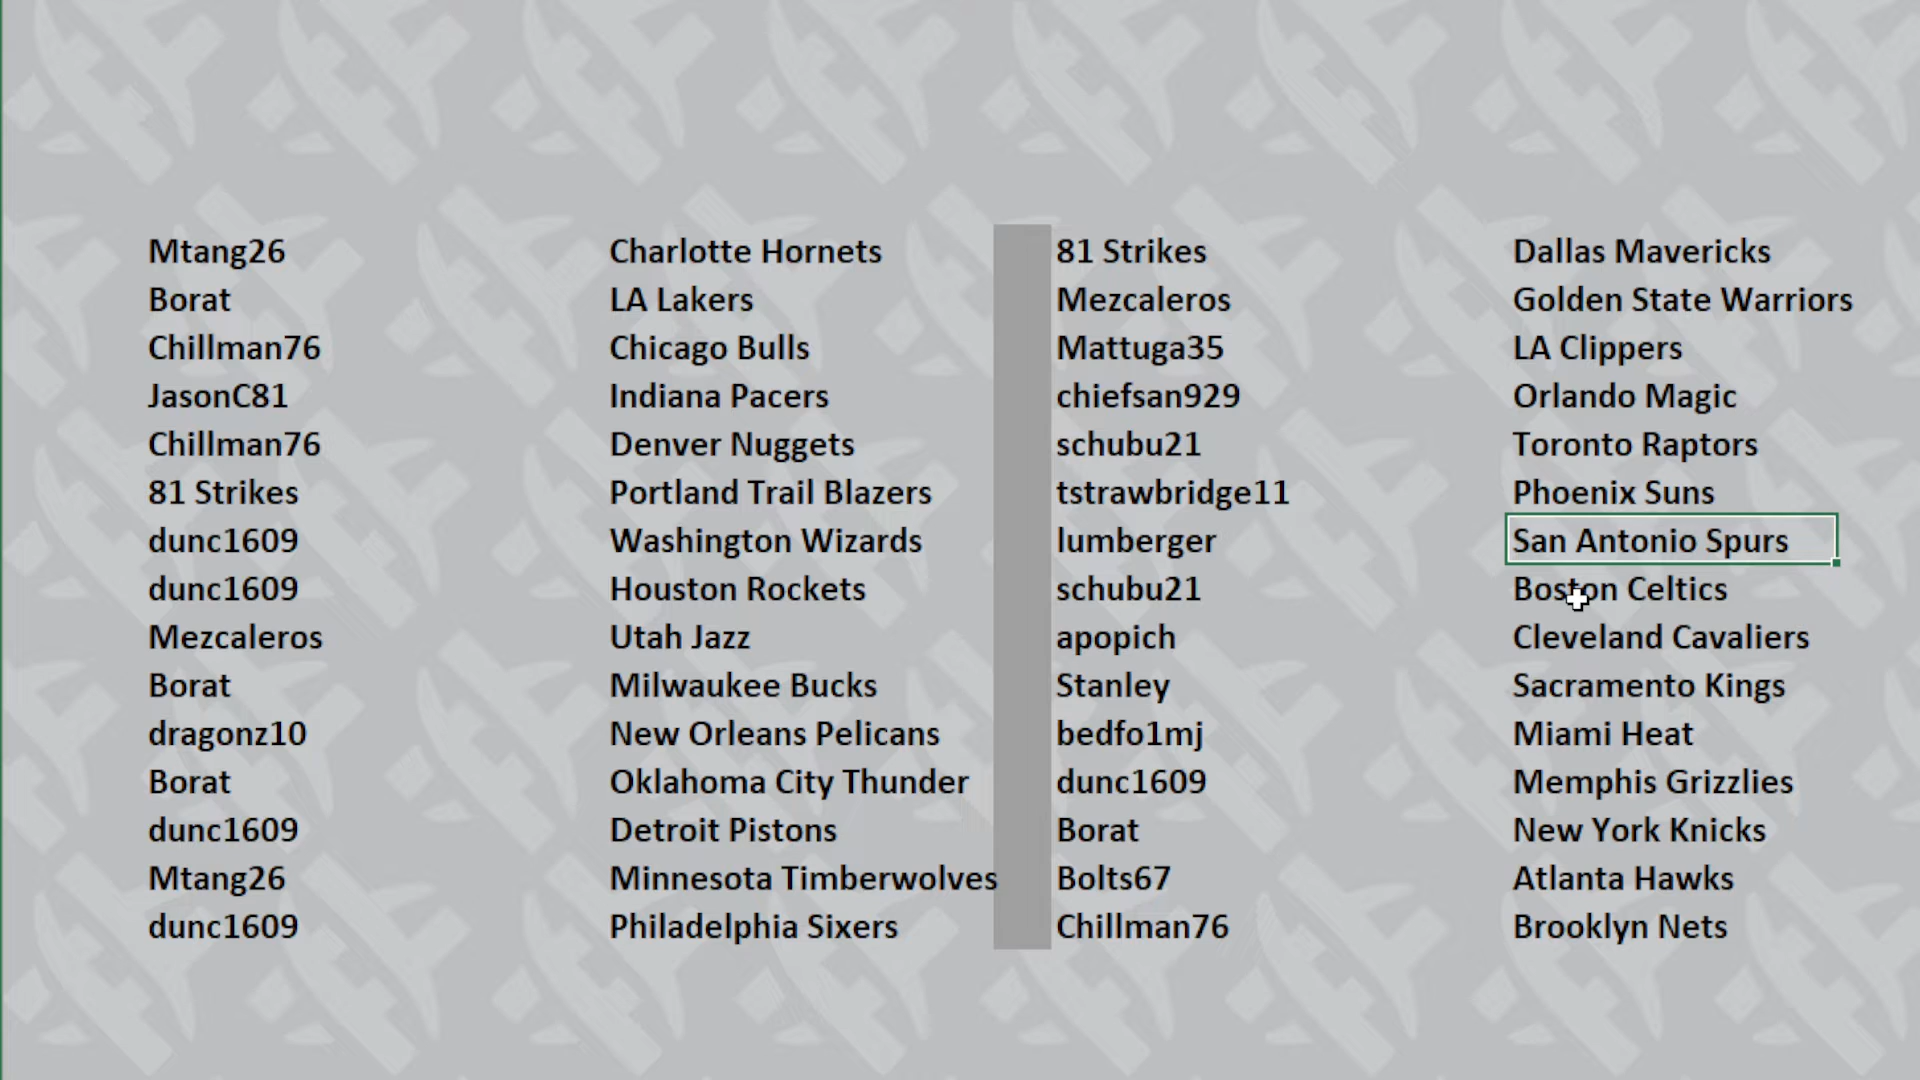 Mtang26 Charlotte Hornets 81 Strikes Dallas Mavericks
Borat LA Lakers Mezcaleros Golden State Warriors
Chillman76 Chicago Bulls Mattuga35 LA Clippers
JasonC81 Indiana Pacers chiefsan929 Orlando Magic
Chillman76 Denver Nuggets schubu21 Toronto Raptors
81 Strikes Portland Trail Blazers tstrawbridge11 Phoenix Suns
dunc1609 Washington Wizards lumberger San Antonio Spurs
dunc1609 Houston Rockets schubu21 Boston Celtics
Mezcaleros Utah Jazz apopich Cleveland Cavaliers
Borat Milwaukee Bucks Stanley Sacramento Kings
dragonz10 New Orleans Pelicans bedfo1mj Miami Heat
Borat Oklahoma City Thunder dunc1609 Memphis Grizzlies
dunc1609 Detroit Pistons Borat New York Knicks
Mtang26 Minnesota Timberwolves Bolts67 Atlanta Hawks
dunc1609 Philadelphia Sixers Chillman76 Brooklyn Nets